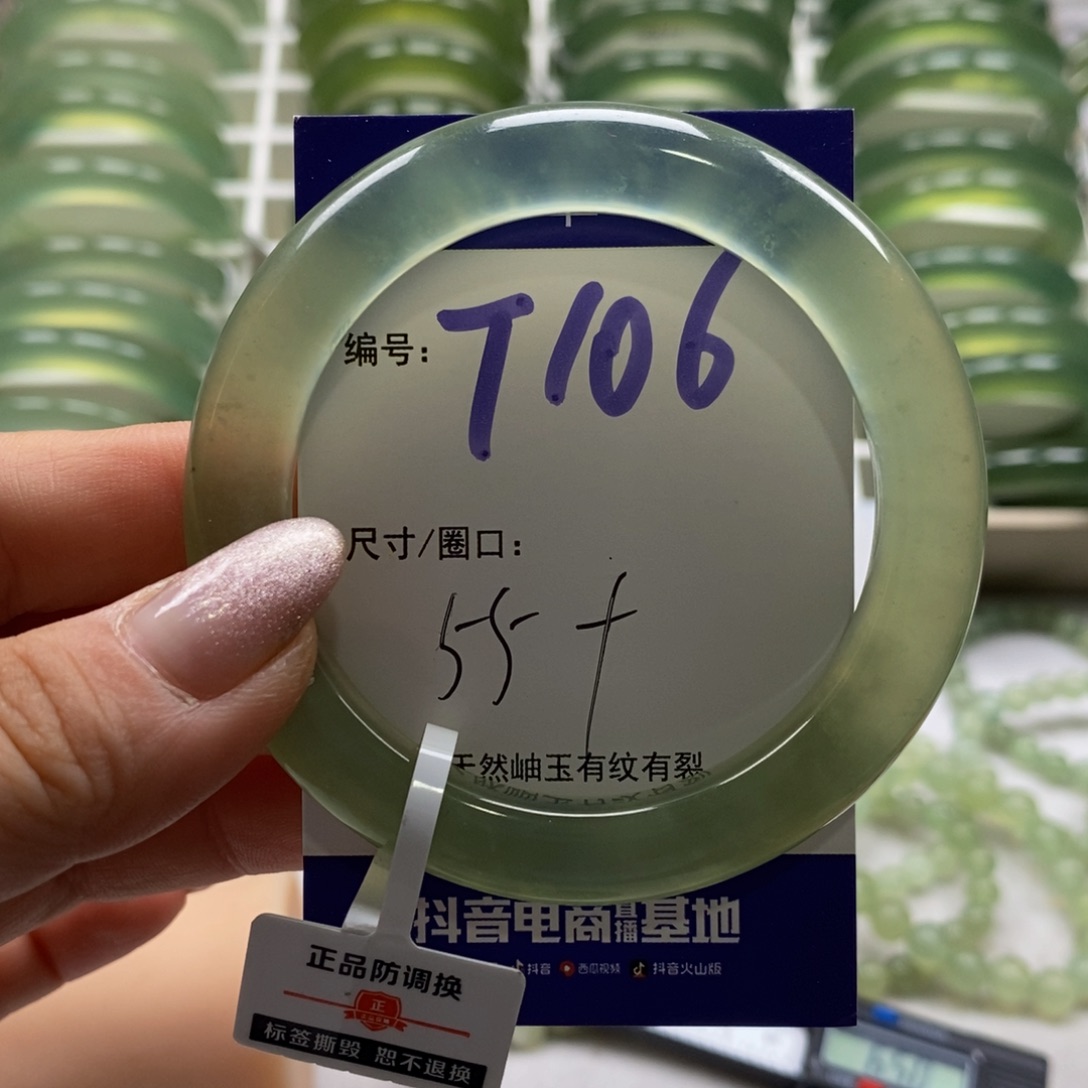 编号: T106
尺寸/圈口:
55+
天然岫玉有纹有裂
抖音电商直播基地
抖音 西瓜视频 抖音火山版
正品防调换
正
标签撕毁 恕不退换